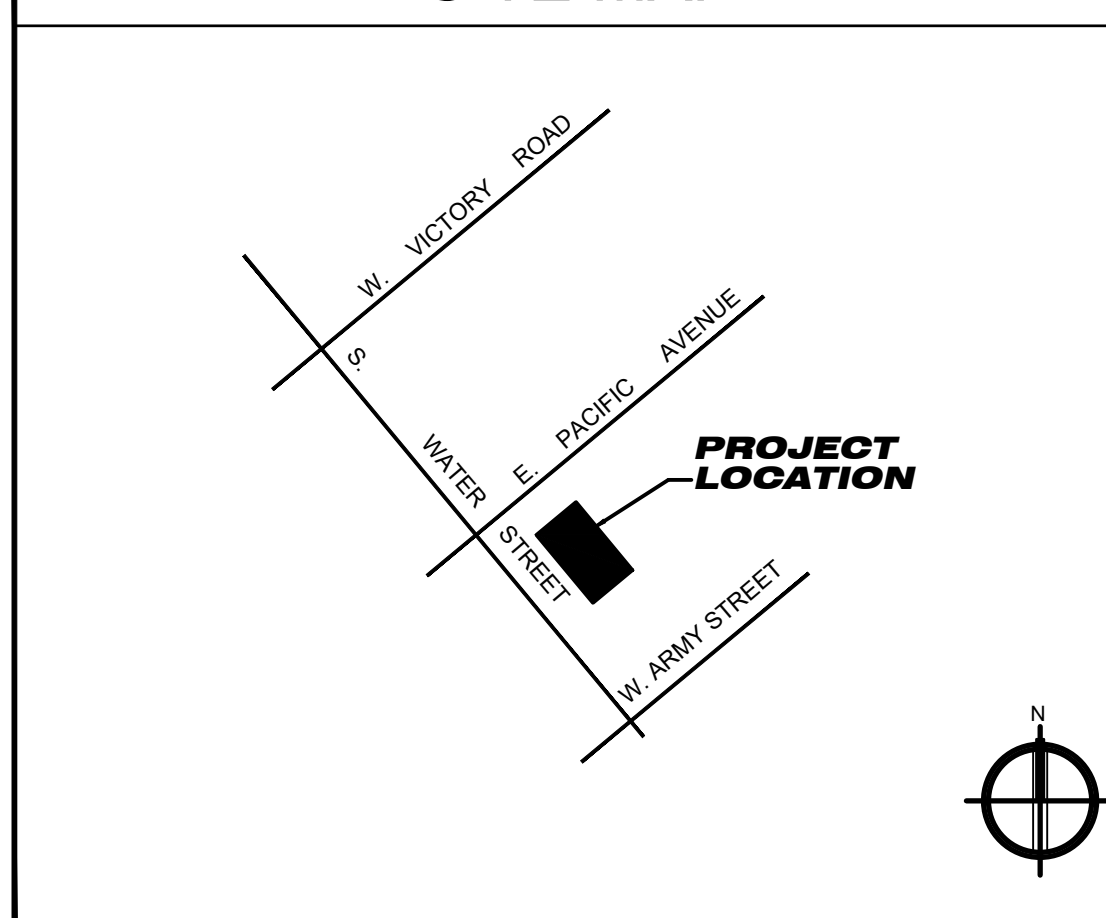 W. VICTORY ROAD
S. WATER STREET
E. PACIFIC AVENUE
PROJECT
LOCATION
W. ARMY STREET
N